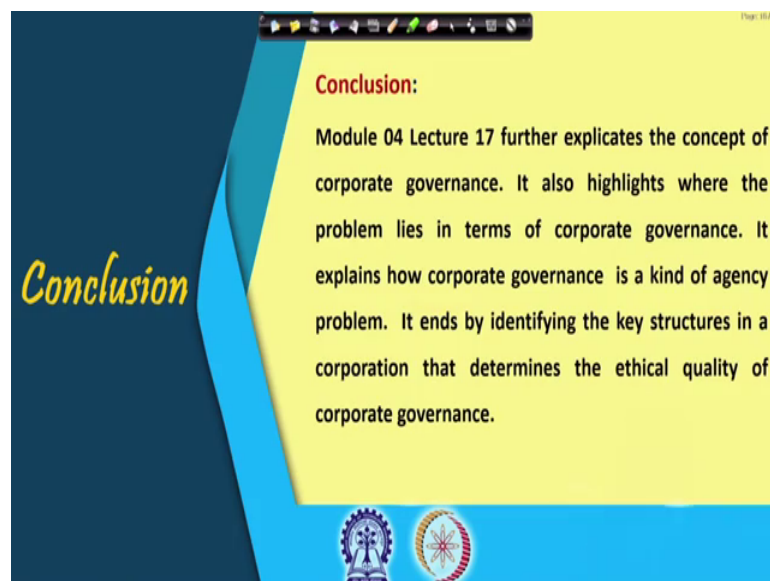 Conclusion:
Module 04 Lecture 17 further explicates the concept of
corporate governance. It also highlights where the
problem lies in terms of corporate governance. It
explains how corporate governance is a kind of agency
problem. It ends by identifying the key structures in a
corporation that determines the ethical quality of
corporate governance.
Conclusion